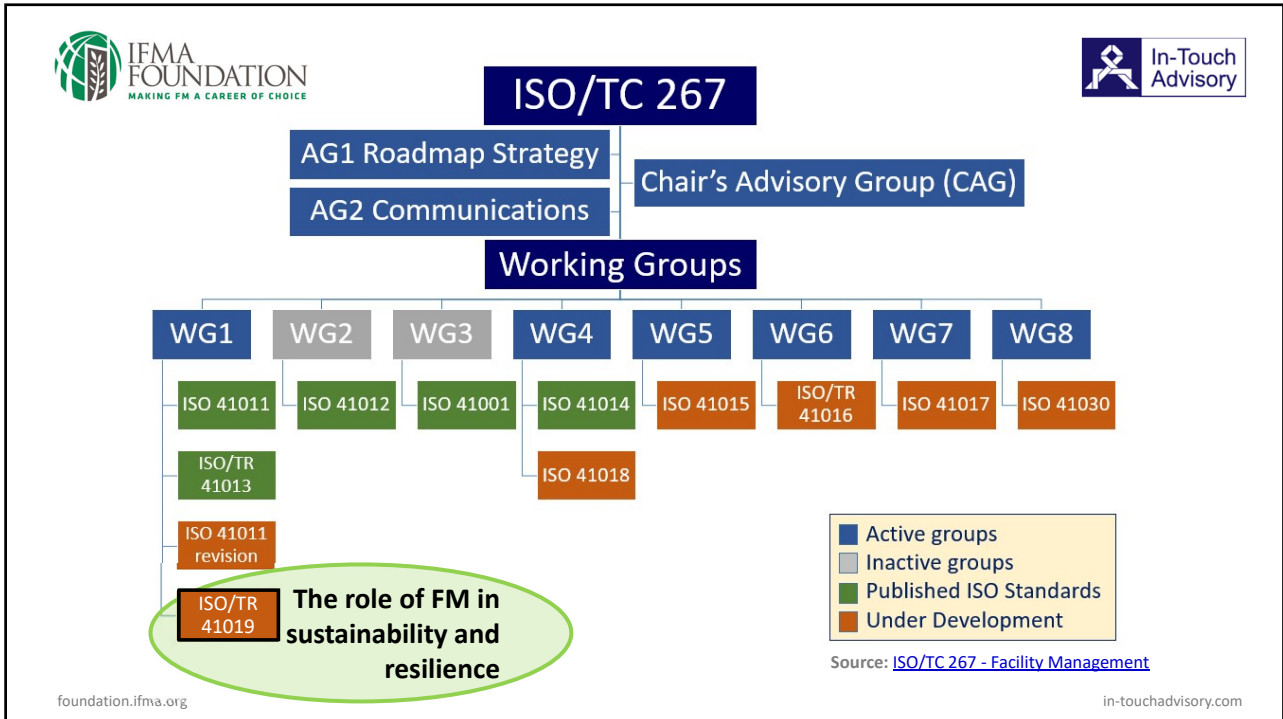 IFMA
FOUNDATION
MAKING FM A CAREER OF CHOICE
In-Touch
Advisory
ISO/TC 267
AG1 Roadmap Strategy
Chair's Advisory Group (CAG)
AG2 Communications
Working Groups
WG1
WG2
WG3
WG4
WG5
WG6
WG7
WG8
ISO 41011
ISO 41012
ISO 41001
ISO 41014
ISO 41015
ISO/TR
41016
ISO 41017
ISO 41030
ISO/TR
41013
ISO 41018
ISO 41011
revision
ISO/TR
41019
The role of FM in
sustainability and
resilience
Active groups
Inactive groups
Published ISO Standards
Under Development
Source: ISO/TC 267 - Facility Management
foundation.ifma.org
in-touchadvisory.com